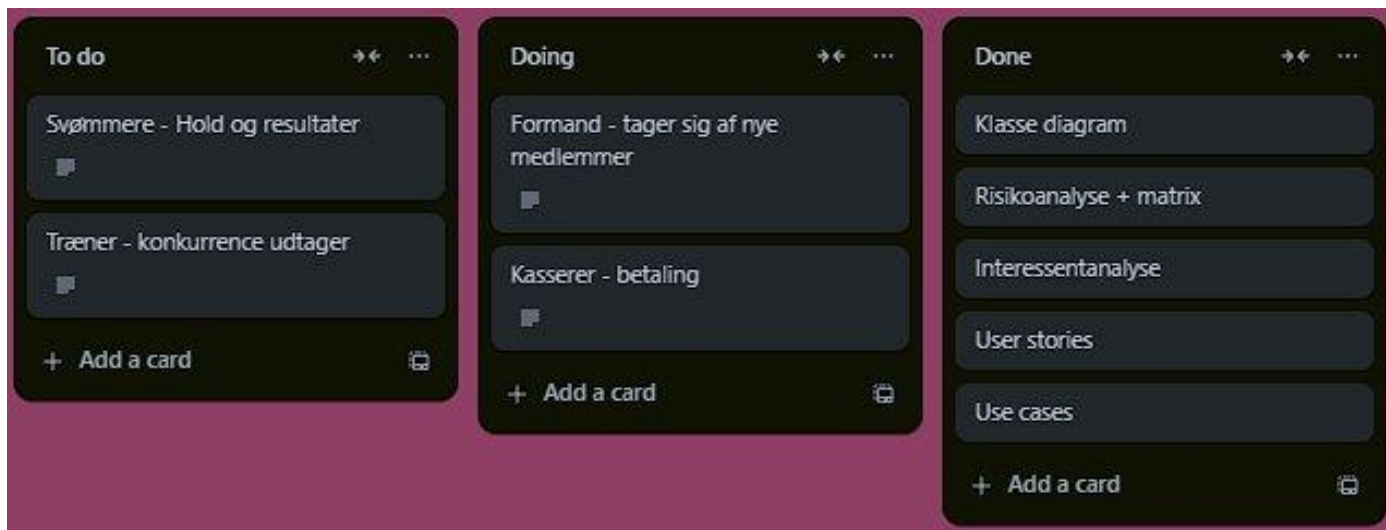 To do
Svømmere - Hold og resultater
Træner - konkurrence udtager
+ Add a card
Doing
Formand - tager sig af nye
medlemmer
Kasserer - betaling
+ Add a card
Done
Klasse diagram
Risikoanalyse + matrix
Interessentanalyse
User stories
Use cases
+ Add a card